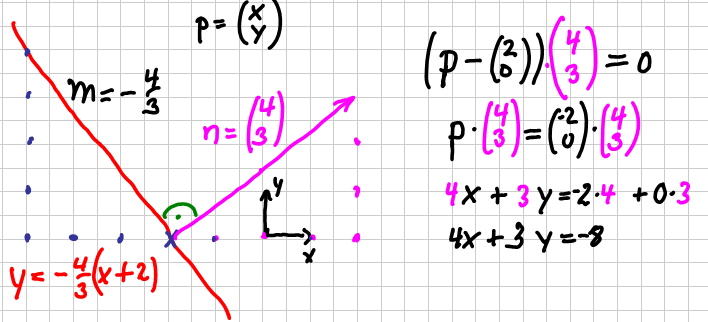 p = (x y)
m = -4/3
n = (4 3)
y
x
y = -4/3(x+2)
(p - (2 0)) · (4 3) = 0
p · (4 3) = (-2 0) · (4 3)
4x + 3y = -2·4 + 0·3
4x + 3y = -8